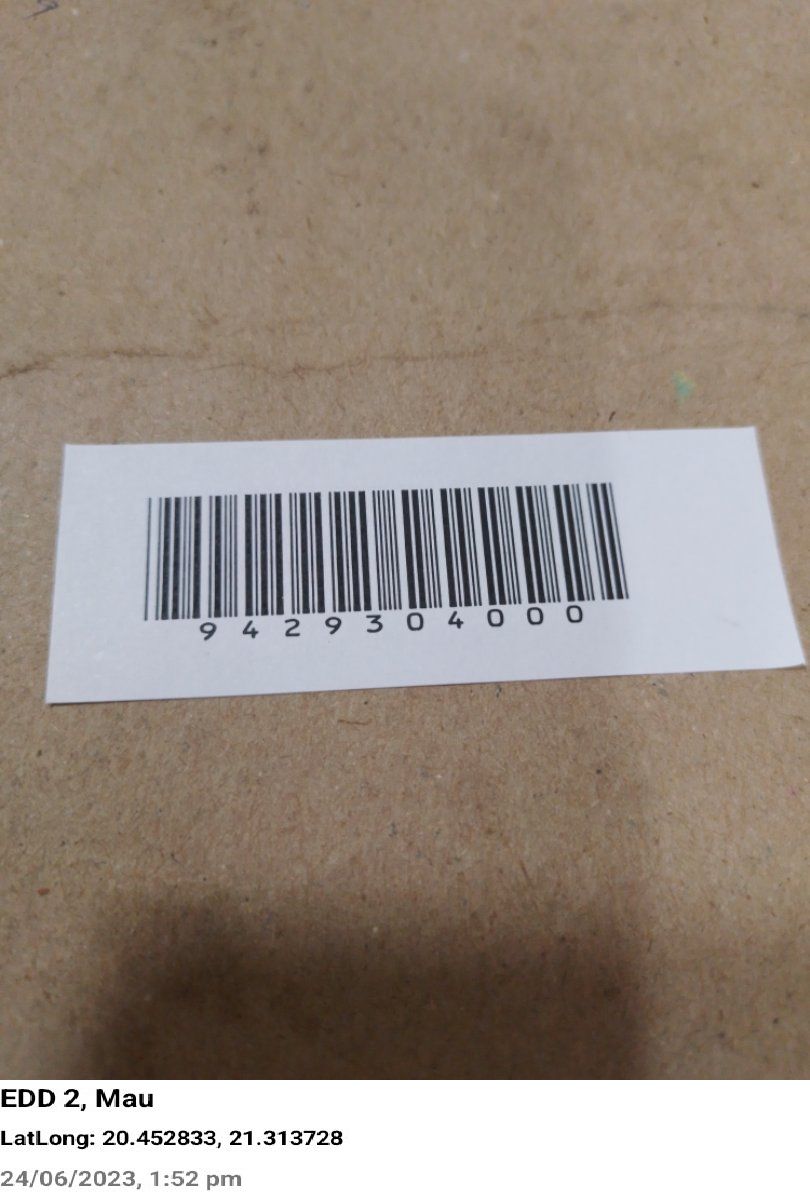 9429304000
EDD 2, Mau
LatLong: 20.452833, 21.313728
24/06/2023, 1:52 pm